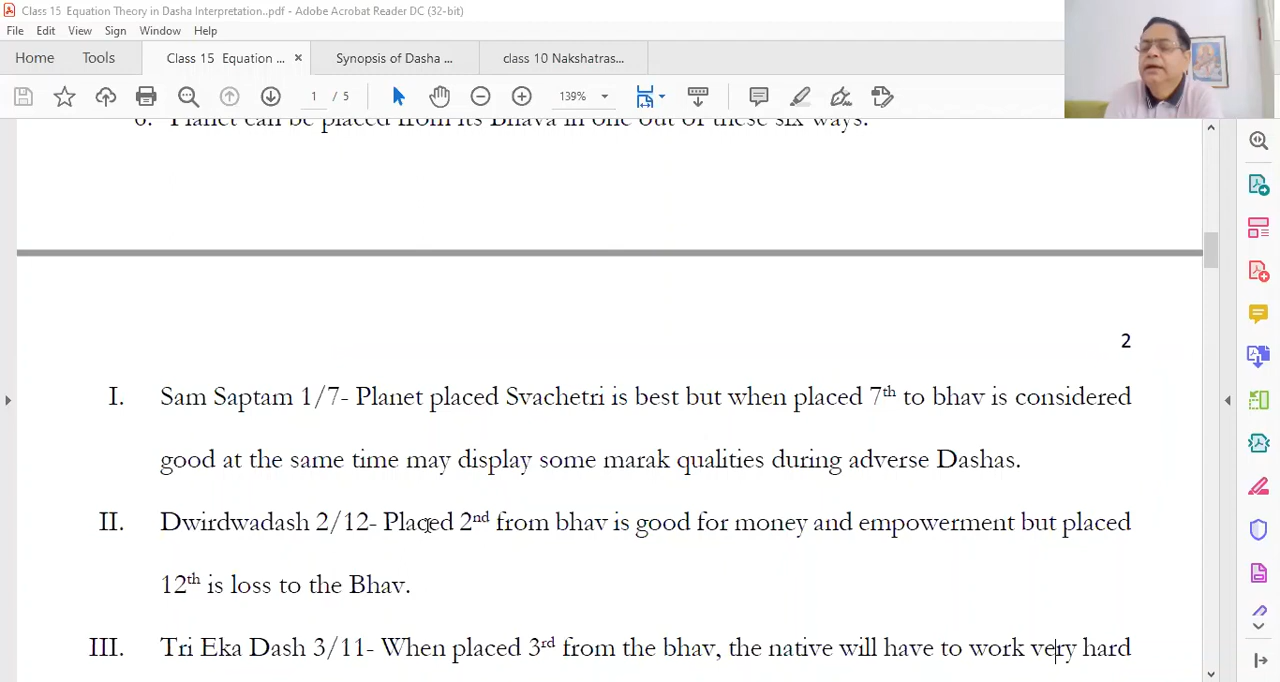 Class 15 Equation Theory in Dasha Interpretation..pdf - Adobe Acrobat Reader DC (32-bit)
File Edit View Sign Window Help
Home Tools Class 15 Equation ... × Synopsis of Dasha ... class 10 Nakshatras...
1 / 5 139%
6. Planet can be placed from its Bhava in one out of these six ways.
2
I. Sam Saptam 1/7- Planet placed Svachetri is best but when placed 7th to bhav is considered
good at the same time may display some marak qualities during adverse Dashas.
II. Dwirdwadash 2/12- Placed 2nd from bhav is good for money and empowerment but placed
12th is loss to the Bhav.
III. Tri Eka Dash 3/11- When placed 3rd from the bhav, the native will have to work very hard